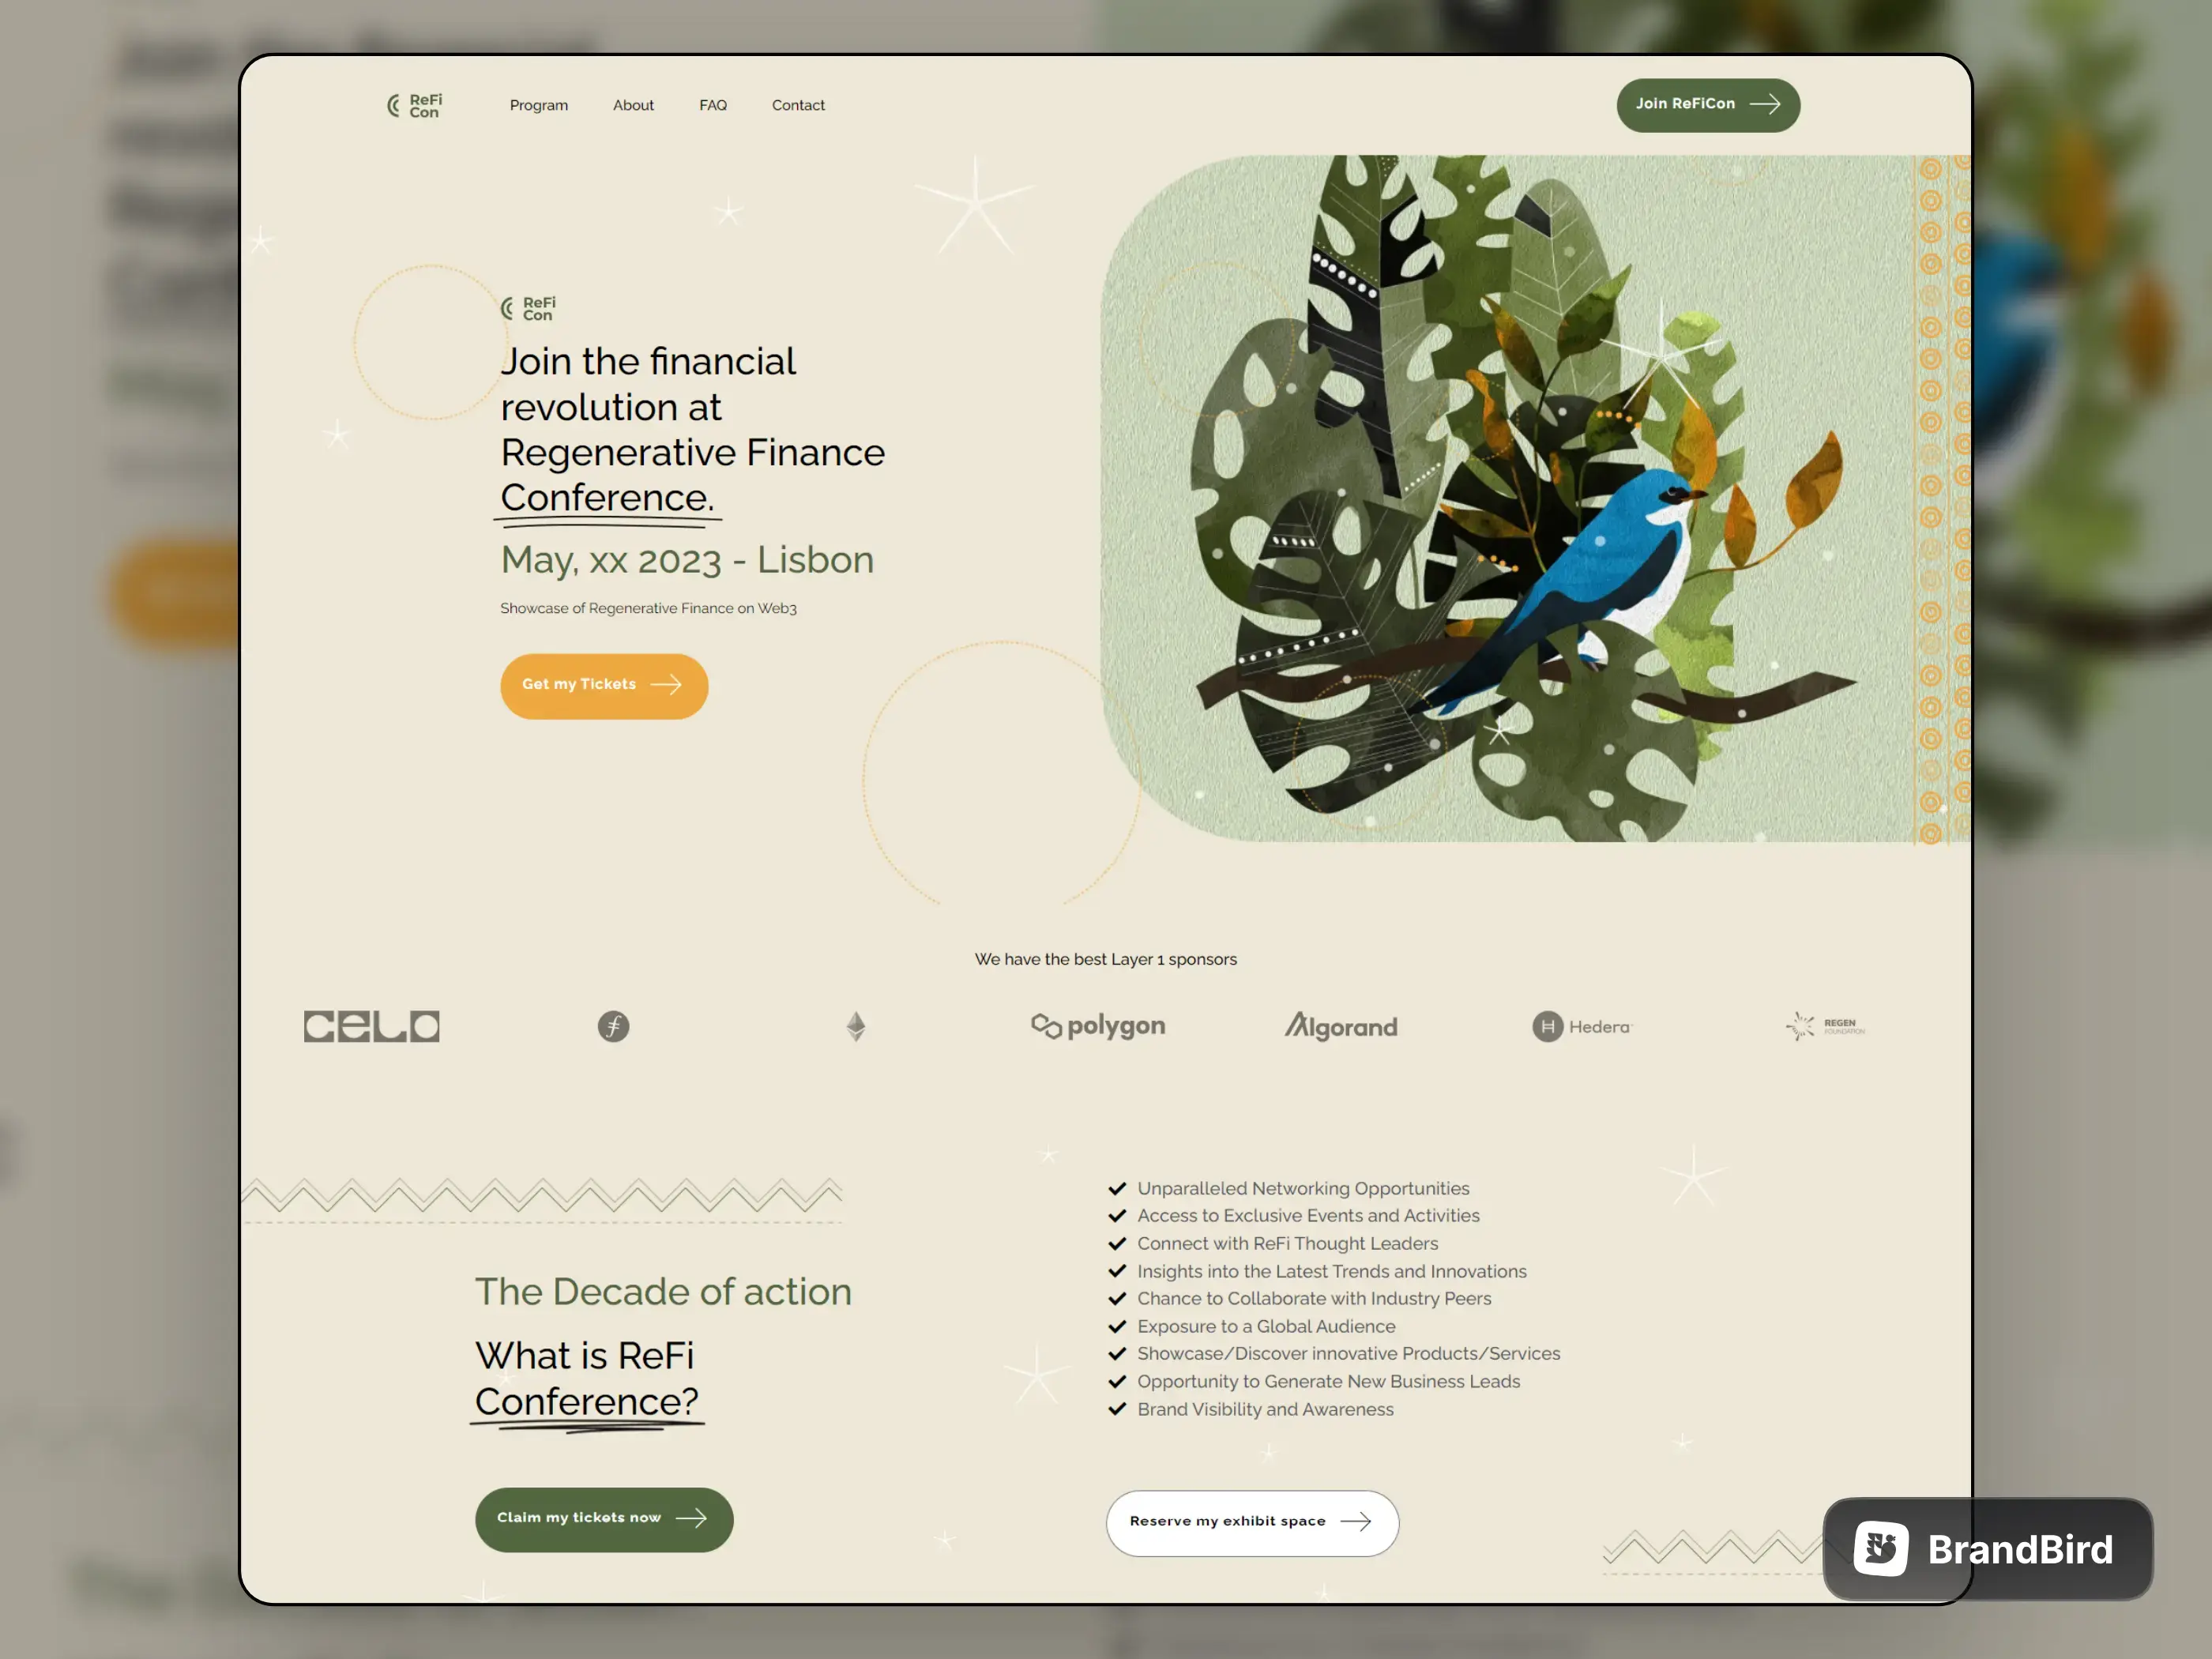 ReFi
Con
Program
About
FAQ
Contact
Join ReFiCon
ReFi
Con
Join the financial
revolution at
Regenerative Finance
Conference.
May, xx 2023 - Lisbon
Showcase of Regenerative Finance on Web3
Get my Tickets
We have the best Layer 1 sponsors
CELO
polygon
Algorand
Hedera
REGEN
FOUNDATION
Unparalleled Networking Opportunities
Access to Exclusive Events and Activities
Connect with ReFi Thought Leaders
Insights into the Latest Trends and Innovations
Chance to Collaborate with Industry Peers
Exposure to a Global Audience
Showcase/Discover innovative Products/Services
Opportunity to Generate New Business Leads
Brand Visibility and Awareness
The Decade of action
What is ReFi
Conference?
Claim my tickets now
Reserve my exhibit space
BrandBird